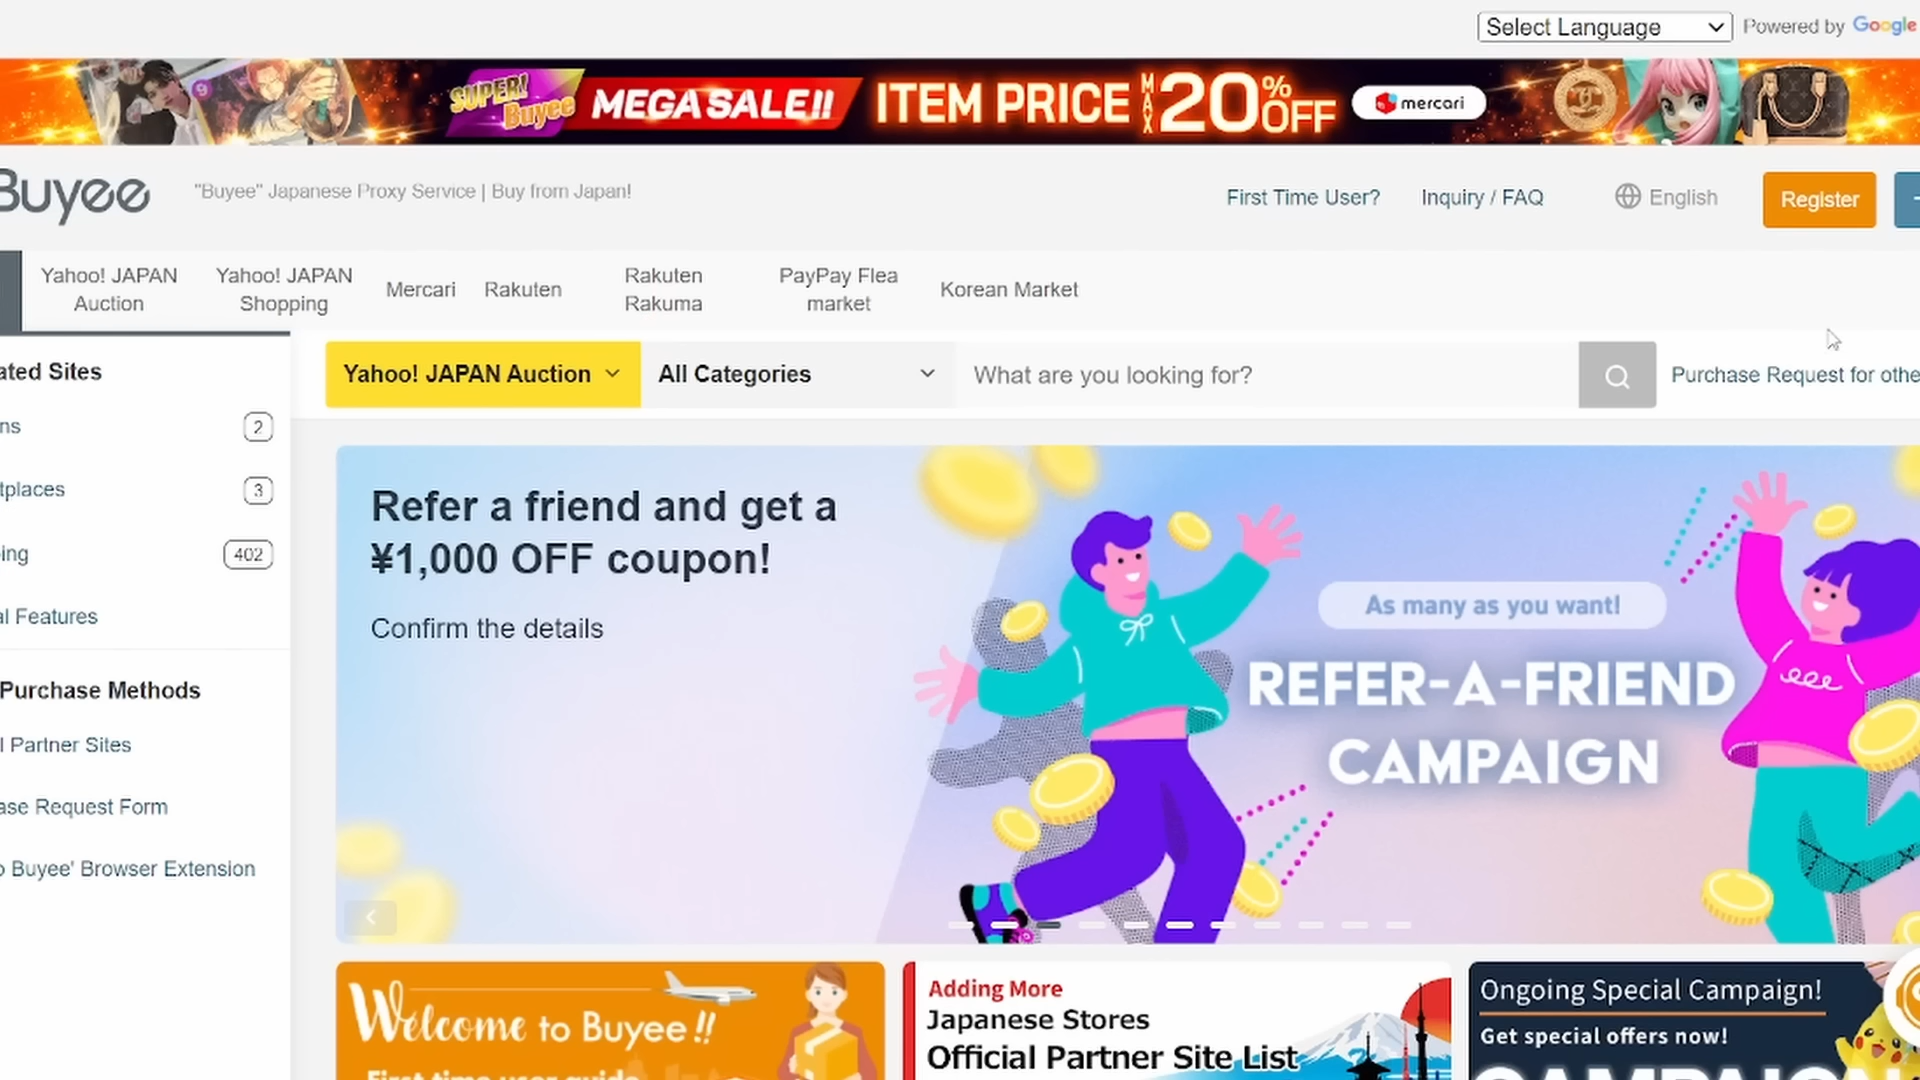 Select Language
Powered by Google
SUPER! Buyee
MEGA SALE!!
ITEM PRICE MAX 20% OFF
mercari
Buyee
"Buyee" Japanese Proxy Service | Buy from Japan!
First Time User?
Inquiry / FAQ
English
Register
Yahoo! JAPAN Auction
Yahoo! JAPAN Shopping
Mercari
Rakuten
Rakuten Rakuma
PayPay Flea market
Korean Market
ated Sites
Yahoo! JAPAN Auction
All Categories
What are you looking for?
Purchase Request for othe
ns
2
tplaces
3
ing
402
l Features
Purchase Methods
l Partner Sites
ase Request Form
o Buyee' Browser Extension
Refer a friend and get a
¥1,000 OFF coupon!
Confirm the details
As many as you want!
REFER-A-FRIEND
CAMPAIGN
Welcome to Buyee!!
First time user guide
Adding More
Japanese Stores
Official Partner Site List
Ongoing Special Campaign!
Get special offers now!
CAMPAIGN